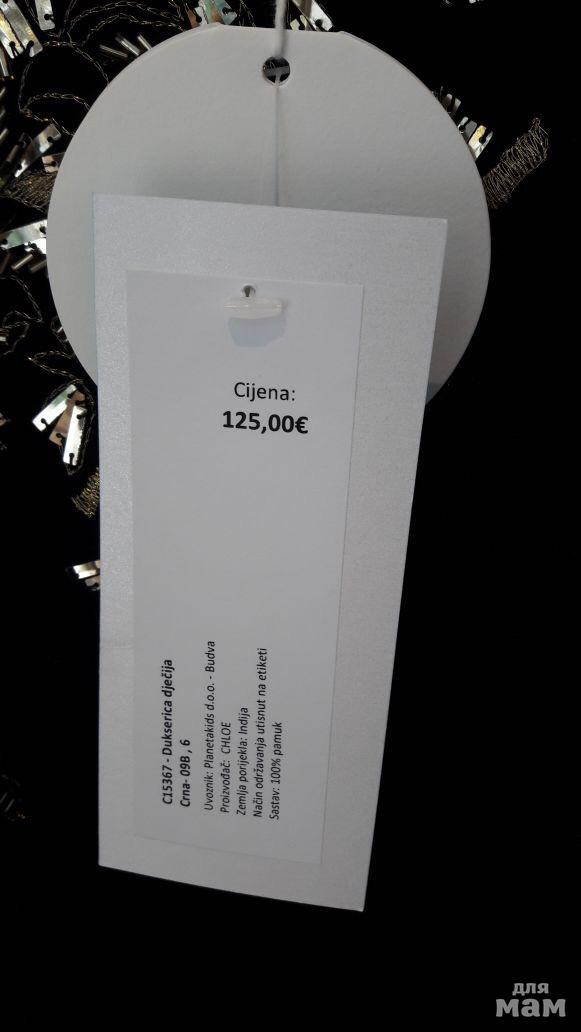 Cijena:
125,00€
C15367 - Dukserica dječija
Crna- 09B , 6
Uvoznik: Planetakids d.o.o. - Budva
Proizvođač: CHLOE
Zemlja porijekla: Indija
Način održavanja utisnut na etiketi
Sastav: 100% pamuk
для
мам